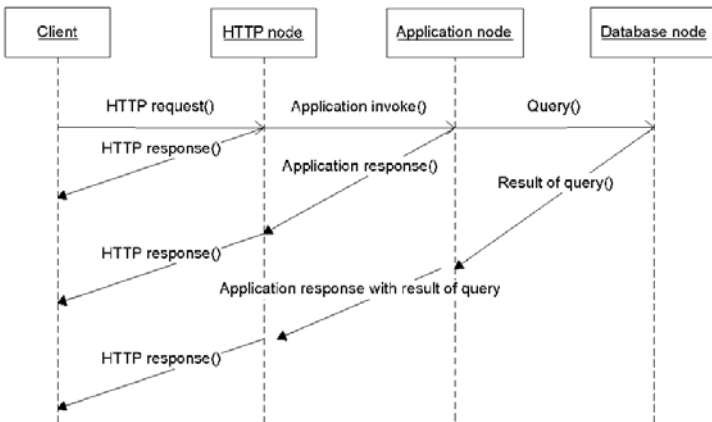 Client
HTTP node
Application node
Database node
HTTP request()
Application invoke()
Query()
HTTP response()
Application response()
Result of query()
HTTP response()
Application response with result of query
HTTP response()